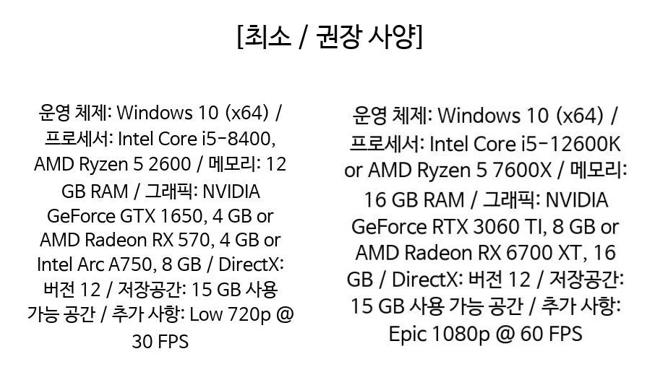 [최소 / 권장 사양]
운영 체제: Windows 10 (x64) /
프로세서: Intel Core i5-8400,
AMD Ryzen 5 2600 / 메모리: 12
GB RAM / 그래픽: NVIDIA
GeForce GTX 1650, 4 GB or
AMD Radeon RX 570, 4 GB or
Intel Arc A750, 8 GB / DirectX:
버전 12 / 저장공간: 15 GB 사용
가능 공간 / 추가 사항: Low 720p @
30 FPS
운영 체제: Windows 10 (x64) /
프로세서: Intel Core i5-12600K
or AMD Ryzen 5 7600X / 메모리:
16 GB RAM / 그래픽: NVIDIA
GeForce RTX 3060 TI, 8 GB or
AMD Radeon RX 6700 XT, 16
GB / DirectX: 버전 12 / 저장공간:
15 GB 사용 가능 공간 / 추가 사항:
Epic 1080p @ 60 FPS